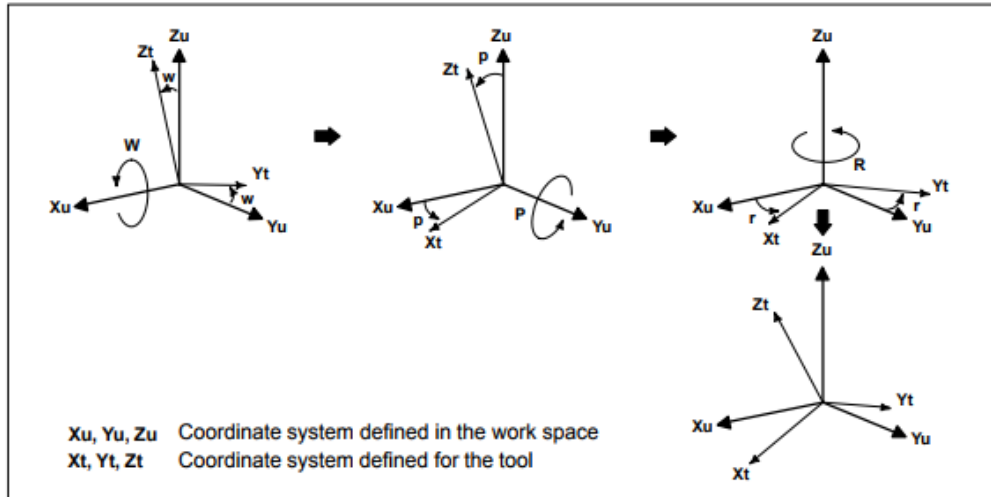 Zu
Zt
w
W
Yt
w
Xu
Yu
Zu
p
Zt
Xu
p
Xt
P
Yu
Zu
R
Yt
Xu
r
r
Xt
Yu
Zu
Zt
Yt
Xu
Yu
Xt
Xu, Yu, Zu Coordinate system defined in the work space
Xt, Yt, Zt Coordinate system defined for the tool